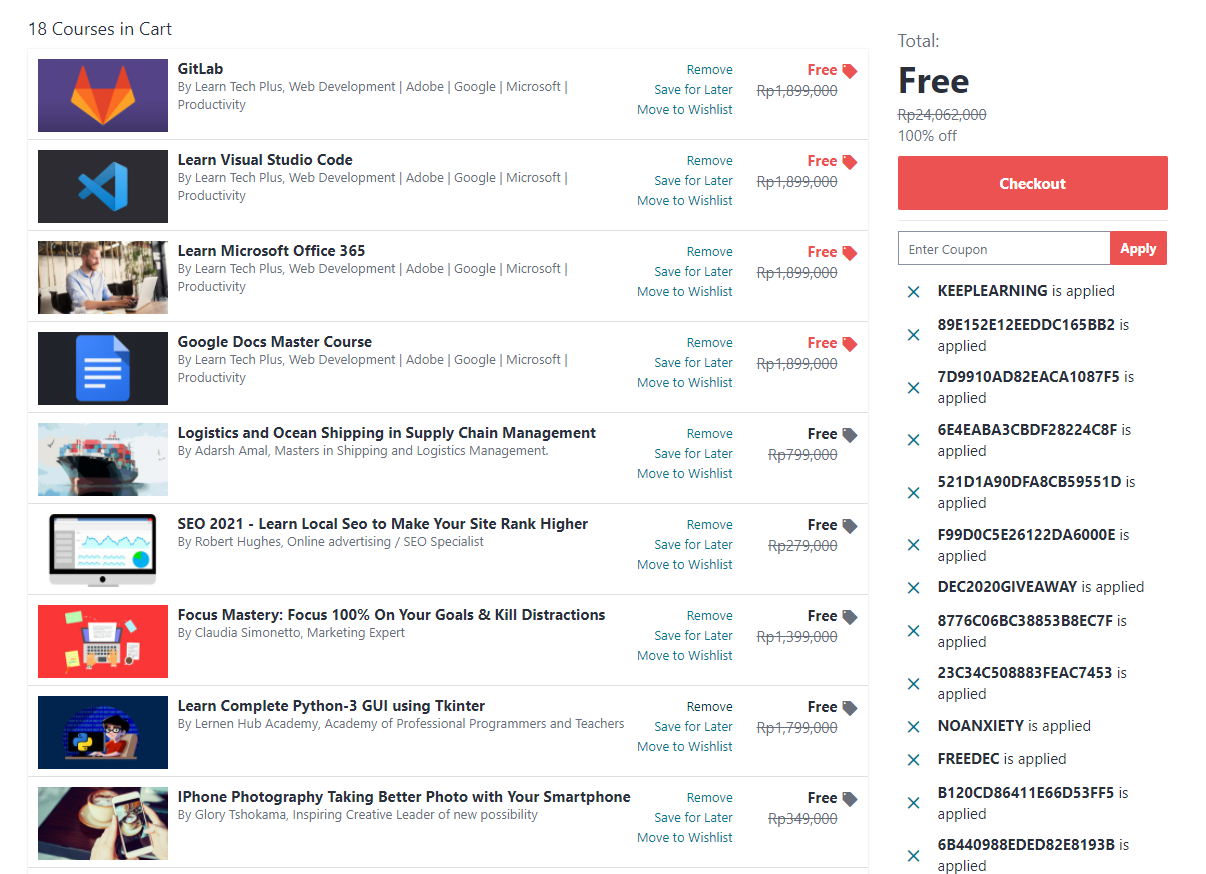 18 Courses in Cart
GitLab
By Learn Tech Plus, Web Development | Adobe | Google | Microsoft |
Productivity
Remove
Save for Later
Move to Wishlist
Free
Rp1,899,000
Learn Visual Studio Code
By Learn Tech Plus, Web Development | Adobe | Google | Microsoft |
Productivity
Remove
Save for Later
Move to Wishlist
Free
Rp1,899,000
Learn Microsoft Office 365
By Learn Tech Plus, Web Development | Adobe | Google | Microsoft |
Productivity
Remove
Save for Later
Move to Wishlist
Free
Rp1,899,000
Google Docs Master Course
By Learn Tech Plus, Web Development | Adobe | Google | Microsoft |
Productivity
Remove
Save for Later
Move to Wishlist
Free
Rp1,899,000
Logistics and Ocean Shipping in Supply Chain Management
By Adarsh Amal, Masters in Shipping and Logistics Management.
Remove
Save for Later
Move to Wishlist
Free
Rp799,000
SEO 2021 - Learn Local Seo to Make Your Site Rank Higher
By Robert Hughes, Online advertising / SEO Specialist
Remove
Save for Later
Move to Wishlist
Free
Rp279,000
Focus Mastery: Focus 100% On Your Goals & Kill Distractions
By Claudia Simonetto, Marketing Expert
Remove
Save for Later
Move to Wishlist
Free
Rp1,399,000
Learn Complete Python-3 GUI using Tkinter
By Lernen Hub Academy, Academy of Professional Programmers and Teachers
Remove
Save for Later
Move to Wishlist
Free
Rp1,799,000
IPhone Photography Taking Better Photo with Your Smartphone
By Glory Tshokama, Inspiring Creative Leader of new possibility
Remove
Save for Later
Move to Wishlist
Free
Rp349,000
Total:
Free
Rp24,062,000
100% off
Checkout
Enter Coupon
Apply
KEEPLEARNING is applied
89E152E12EEDDC165BB2 is
applied
7D9910AD82EACA1087F5 is
applied
6E4EABA3CBDF28224C8F is
applied
521D1A90DFA8CB59551D is
applied
F99D0C5E26122DA6000E is
applied
DEC2020GIVEAWAY is applied
8776C06BC38853B8EC7F is
applied
23C34C508883FEAC7453 is
applied
NOANXIETY is applied
FREEDEC is applied
B120CD86411E66D53FF5 is
applied
6B440988EDED82E8193B is
applied